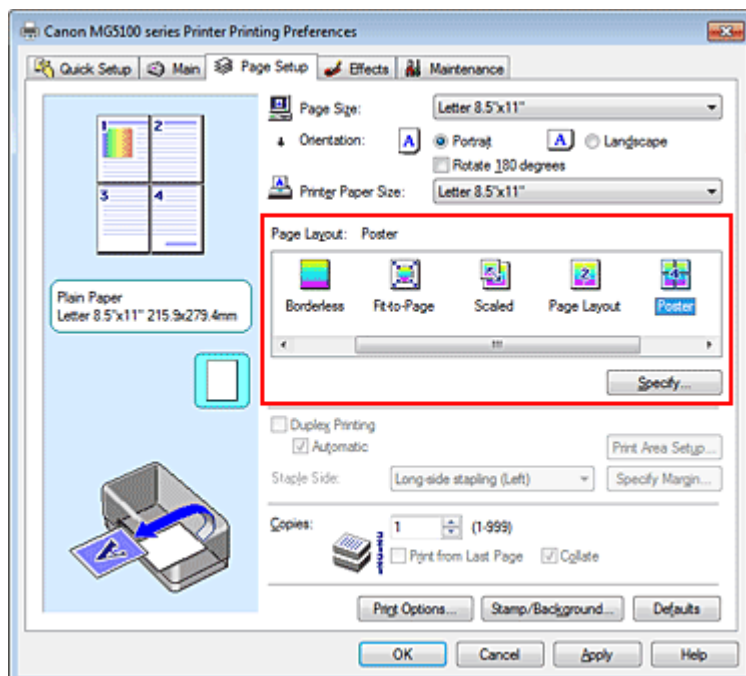 Canon MG5100 series Printer Printing Preferences
Quick Setup Main Page Setup Effects Maintenance
1 2
3 4
Plain Paper
Letter 8.5"x11" 215.9x279.4mm
Page Size: Letter 8.5"x11"
Orientation: A Portrait A Landscape
Rotate 180 degrees
Printer Paper Size: Letter 8.5"x11"
Page Layout: Poster
Borderless Fit-to-Page Scaled Page Layout Poster
Specify...
Duplex Printing
Automatic Print Area Setup...
Staple Side: Long-side stapling (Left) Specify Margin...
Copies: 1 (1-999)
Print from Last Page Collate
Print Options... Stamp/Background... Defaults
OK Cancel Apply Help